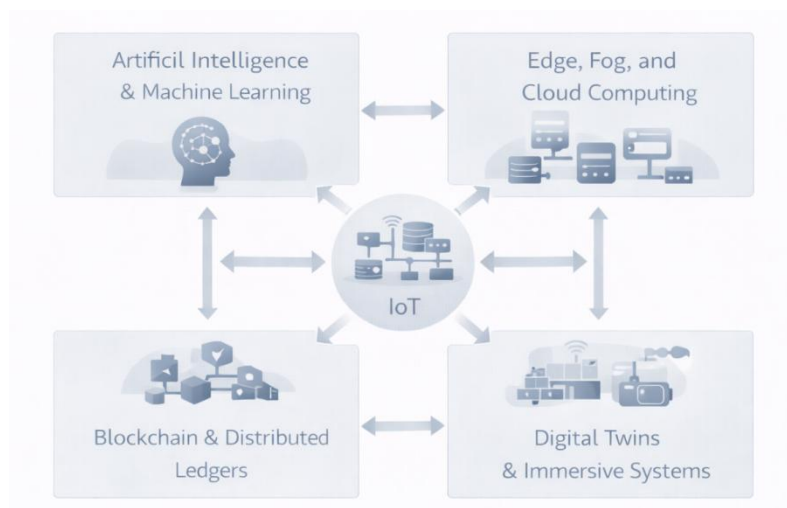 Artificil Intelligence
& Machine Learning
Edge, Fog, and
Cloud Computing
IoT
Blockchain & Distributed
Ledgers
Digital Twins
& Immersive Systems